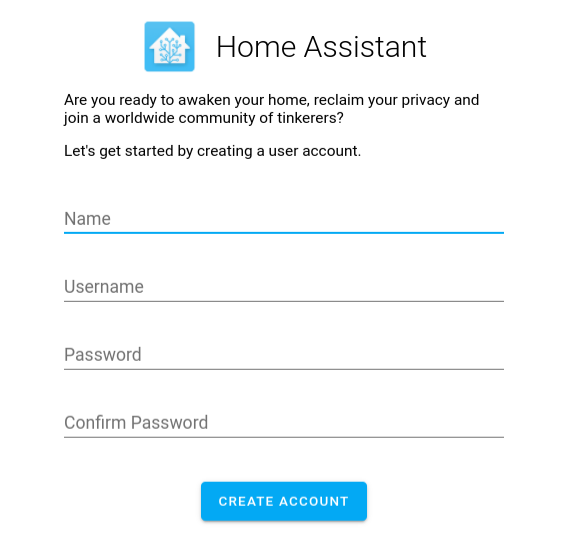 Home Assistant
Are you ready to awaken your home, reclaim your privacy and
join a worldwide community of tinkerers?
Let's get started by creating a user account.
Name
Username
Password
Confirm Password
CREATE ACCOUNT